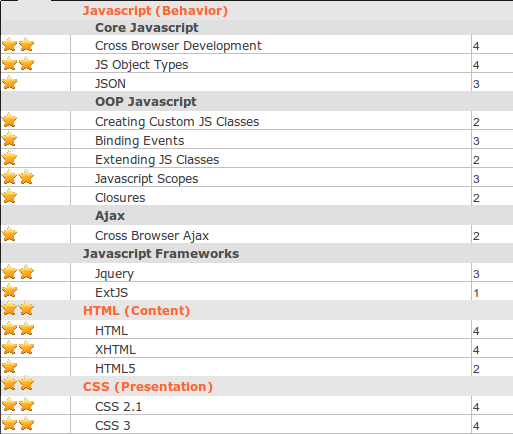 Javascript (Behavior)
Core Javascript
Cross Browser Development 4
JS Object Types 4
JSON 3
OOP Javascript
Creating Custom JS Classes 2
Binding Events 3
Extending JS Classes 2
Javascript Scopes 3
Closures 2
Ajax
Cross Browser Ajax 2
Javascript Frameworks
Jquery 3
ExtJS 1
HTML (Content)
HTML 4
XHTML 4
HTML5 2
CSS (Presentation)
CSS 2.1 4
CSS 3 4